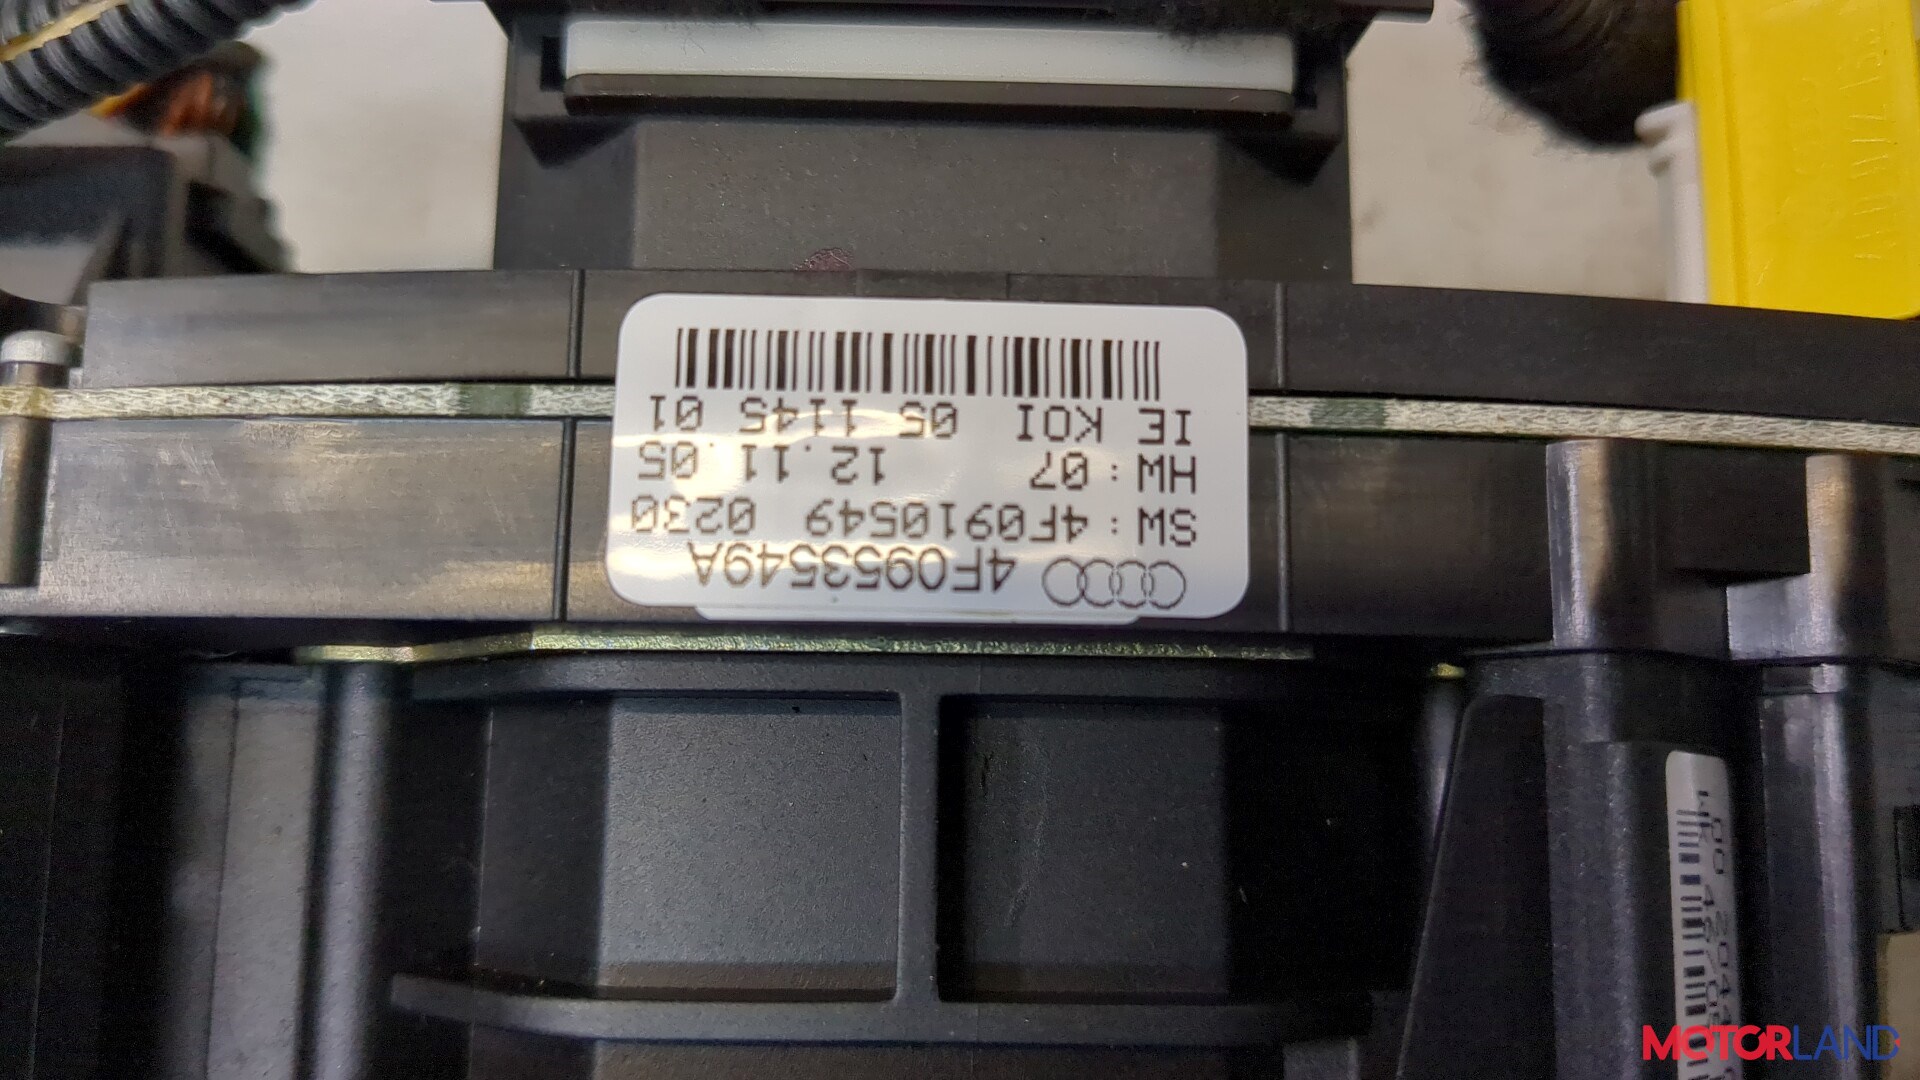 4F0953549A
SW: 4F0910549 0230
HW: 07 12.11.05
IE KOI 05 1145 01
MOTORLAND